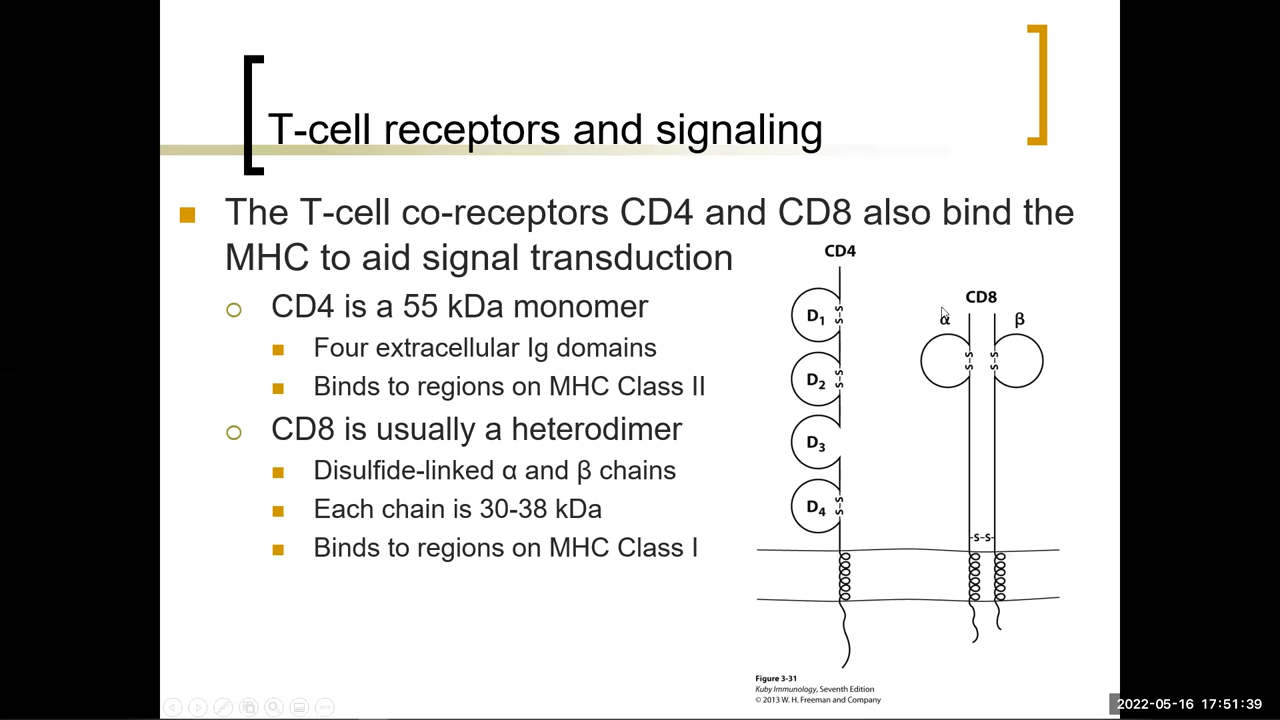 T-cell receptors and signaling
The T-cell co-receptors CD4 and CD8 also bind the
MHC to aid signal transduction
CD4 is a 55 kDa monomer
Four extracellular Ig domains
Binds to regions on MHC Class II
CD8 is usually a heterodimer
Disulfide-linked α and β chains
Each chain is 30-38 kDa
Binds to regions on MHC Class I
CD4
D1
S-S
D2
S-S
D3
D4
S-S
CD8
α β
S-S S-S
-S-S-
Figure 3-31
Kuby Immunology, Seventh Edition
© 2013 W. H. Freeman and Company
2022-05-16 17:51:39